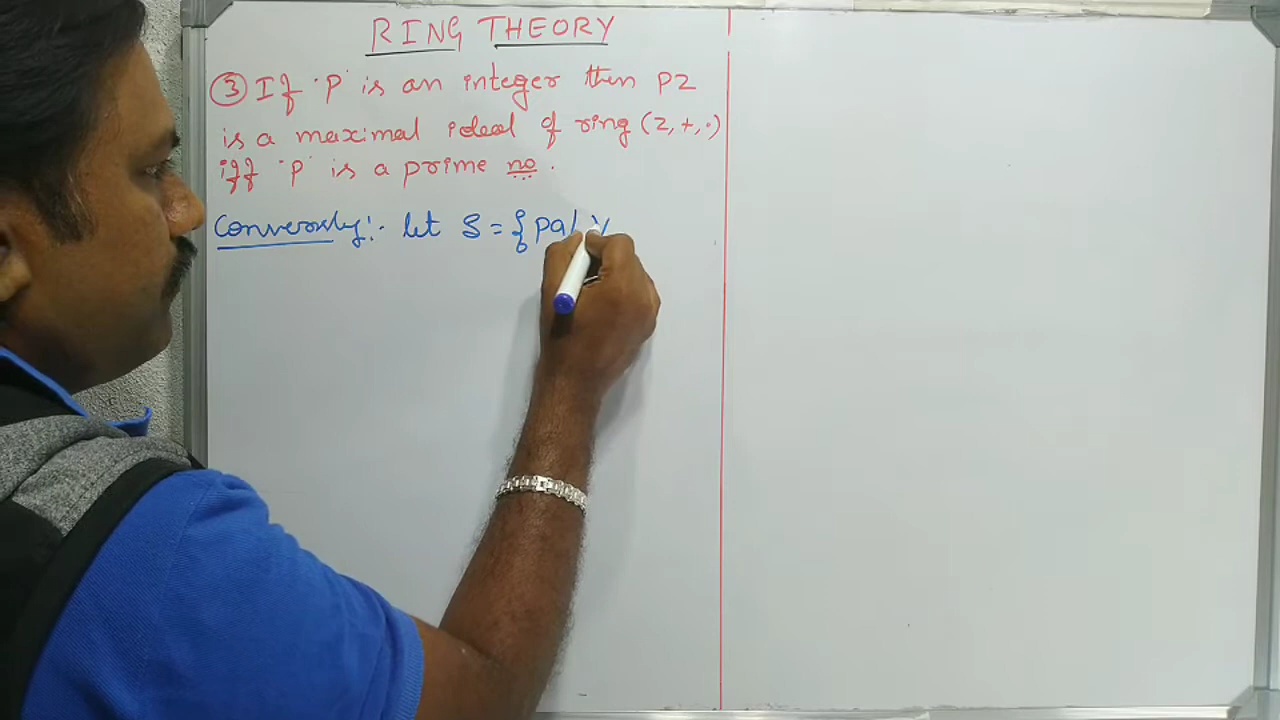 RING THEORY
③ If 'P' is an integer then PZ
is a maximal ideal of ring (Z, +, ·)
iff 'P' is a prime no.
Conversely:- let S = {pq/